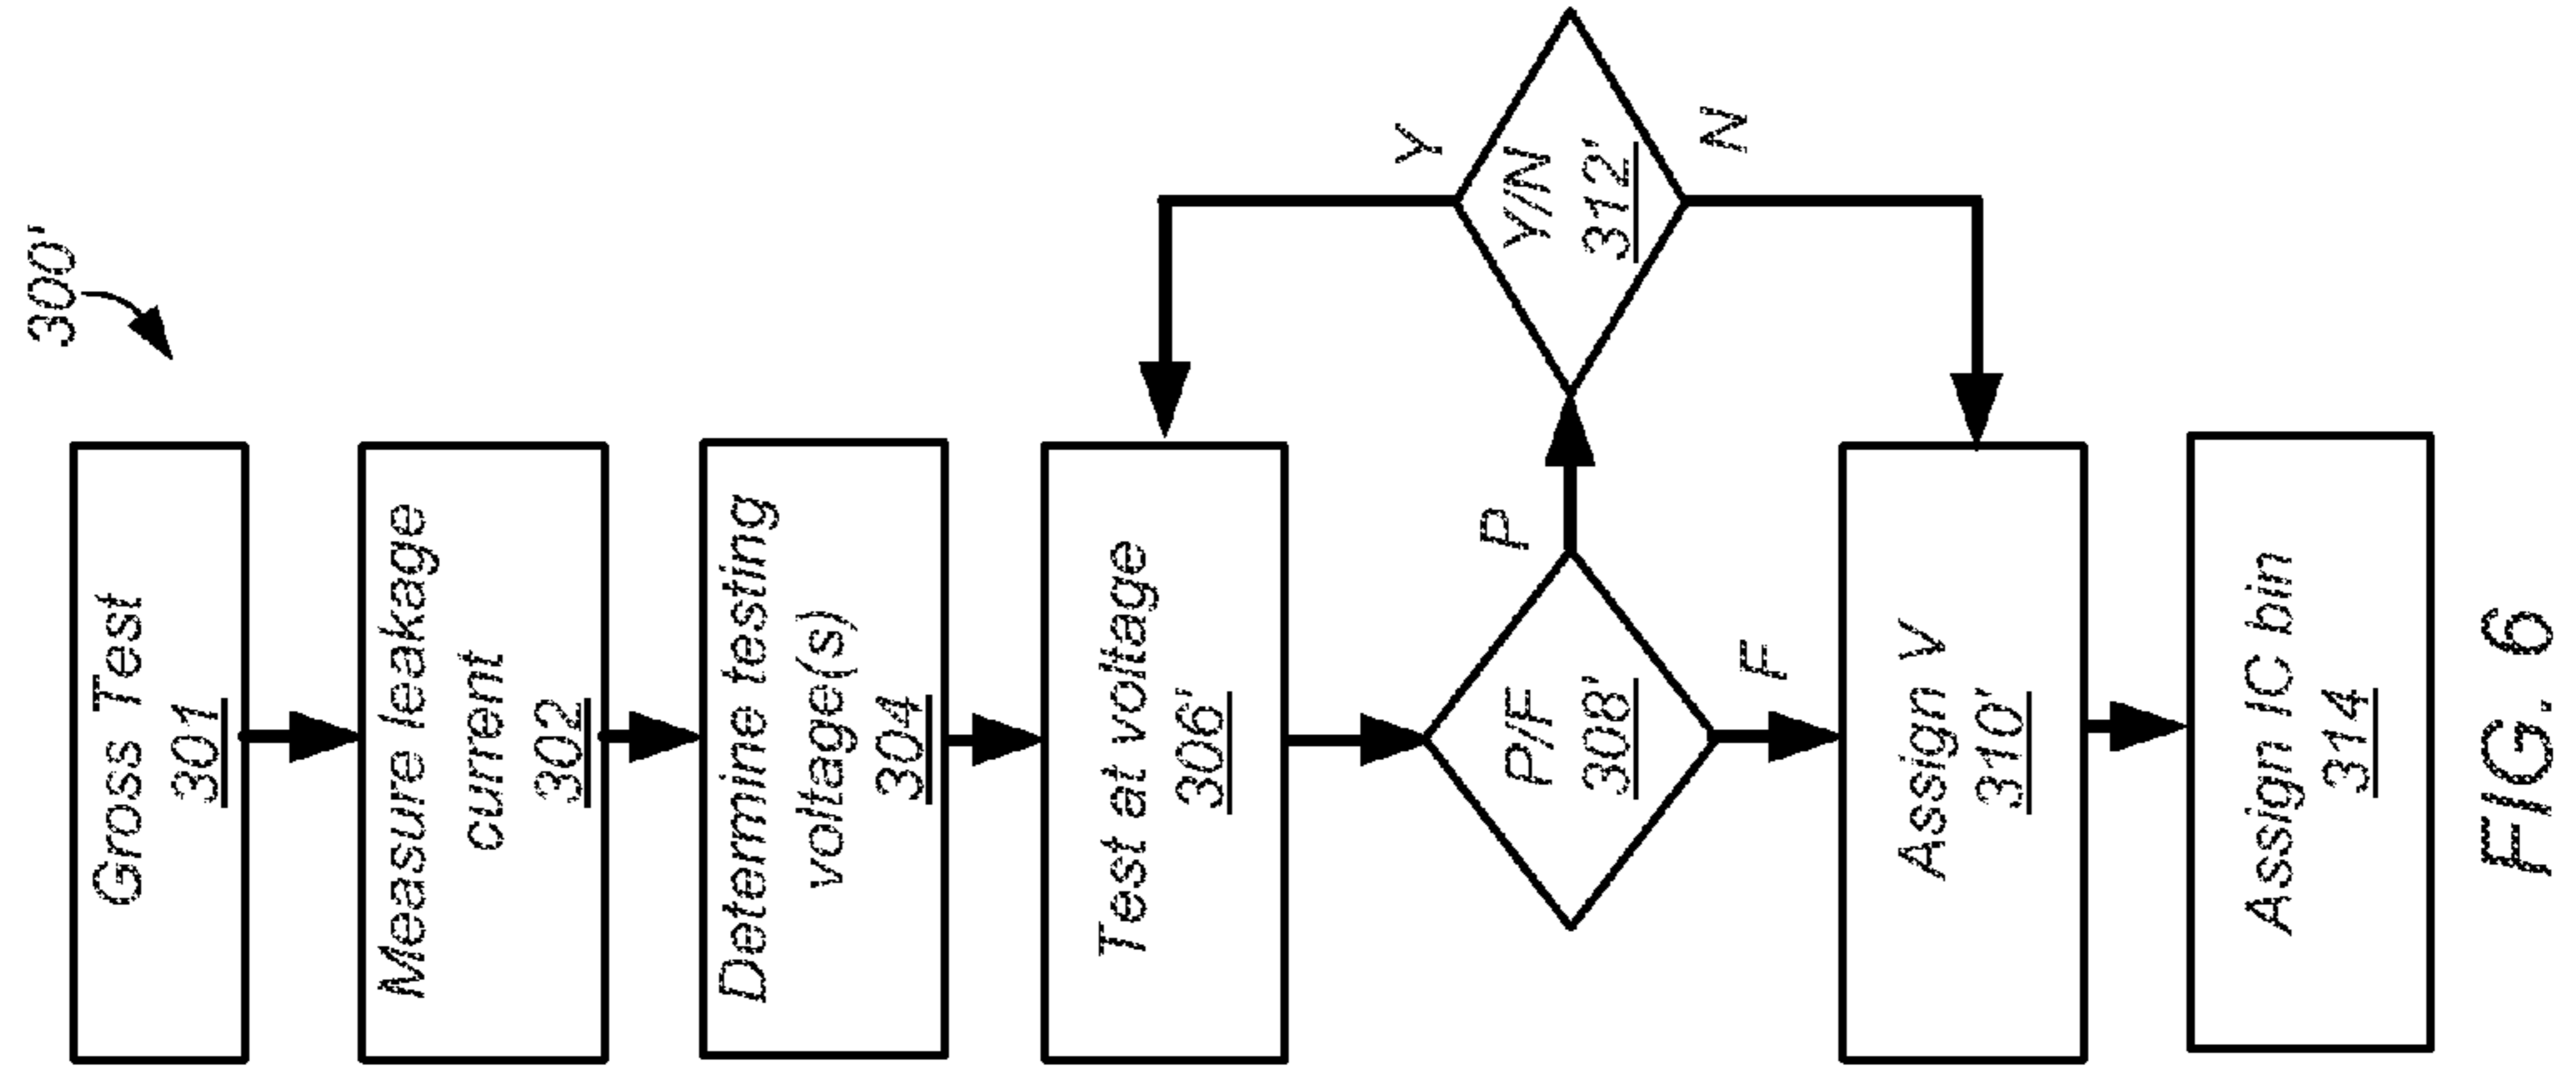 300'
Gross Test
301
Measure leakage
current
302
Determine testing
voltage(s)
304
Test at voltage
306'
P/F
308'
P
F
Y/N
312'
Y
N
Assign V
310'
Assign IC bin
314
FIG. 6